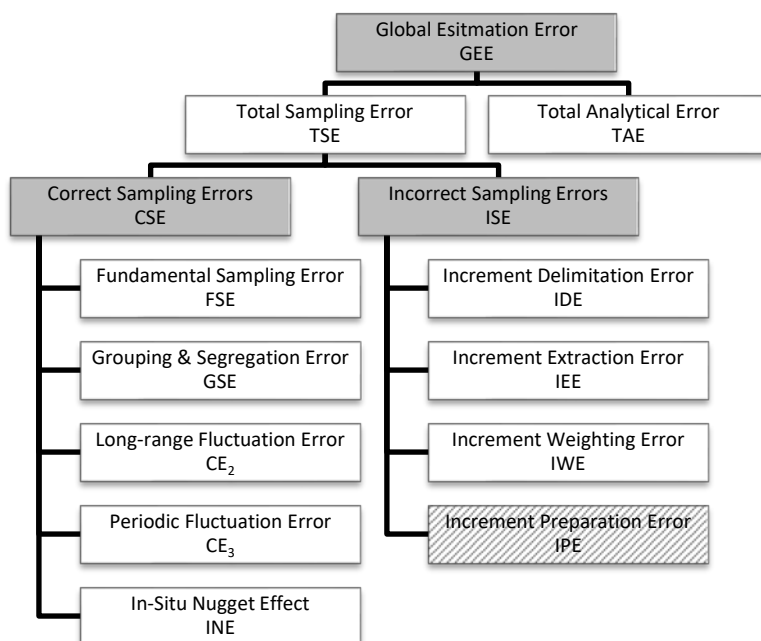 Global Esitmation Error
GEE
Total Sampling Error
TSE
Total Analytical Error
TAE
Correct Sampling Errors
CSE
Incorrect Sampling Errors
ISE
Fundamental Sampling Error
FSE
Increment Delimitation Error
IDE
Grouping & Segregation Error
GSE
Increment Extraction Error
IEE
Long-range Fluctuation Error
CE₂
Increment Weighting Error
IWE
Periodic Fluctuation Error
CE₃
Increment Preparation Error
IPE
In-Situ Nugget Effect
INE